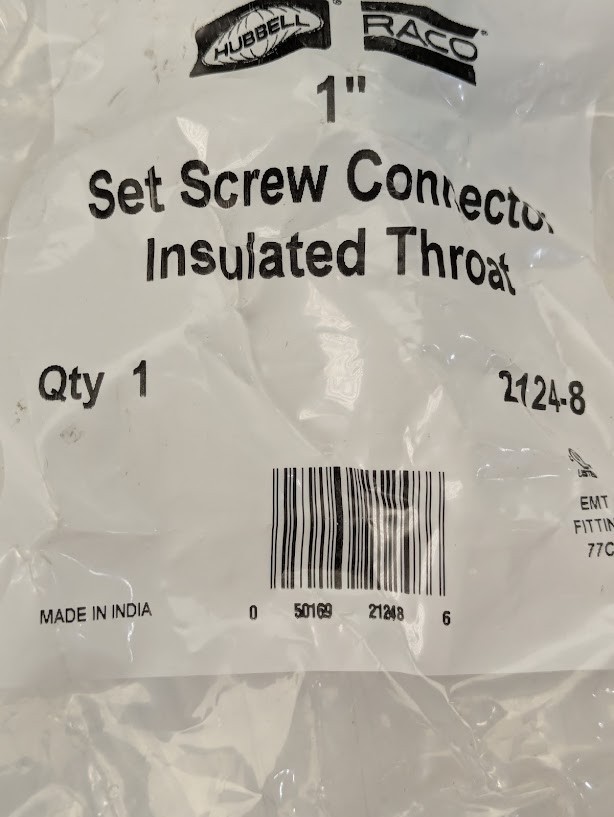 HUBBELL® RACO®
1"
Set Screw Connector
Insulated Throat
Qty 1
2124-8
EMT
FITTIN
77C
MADE IN INDIA
0 50169 21248 6